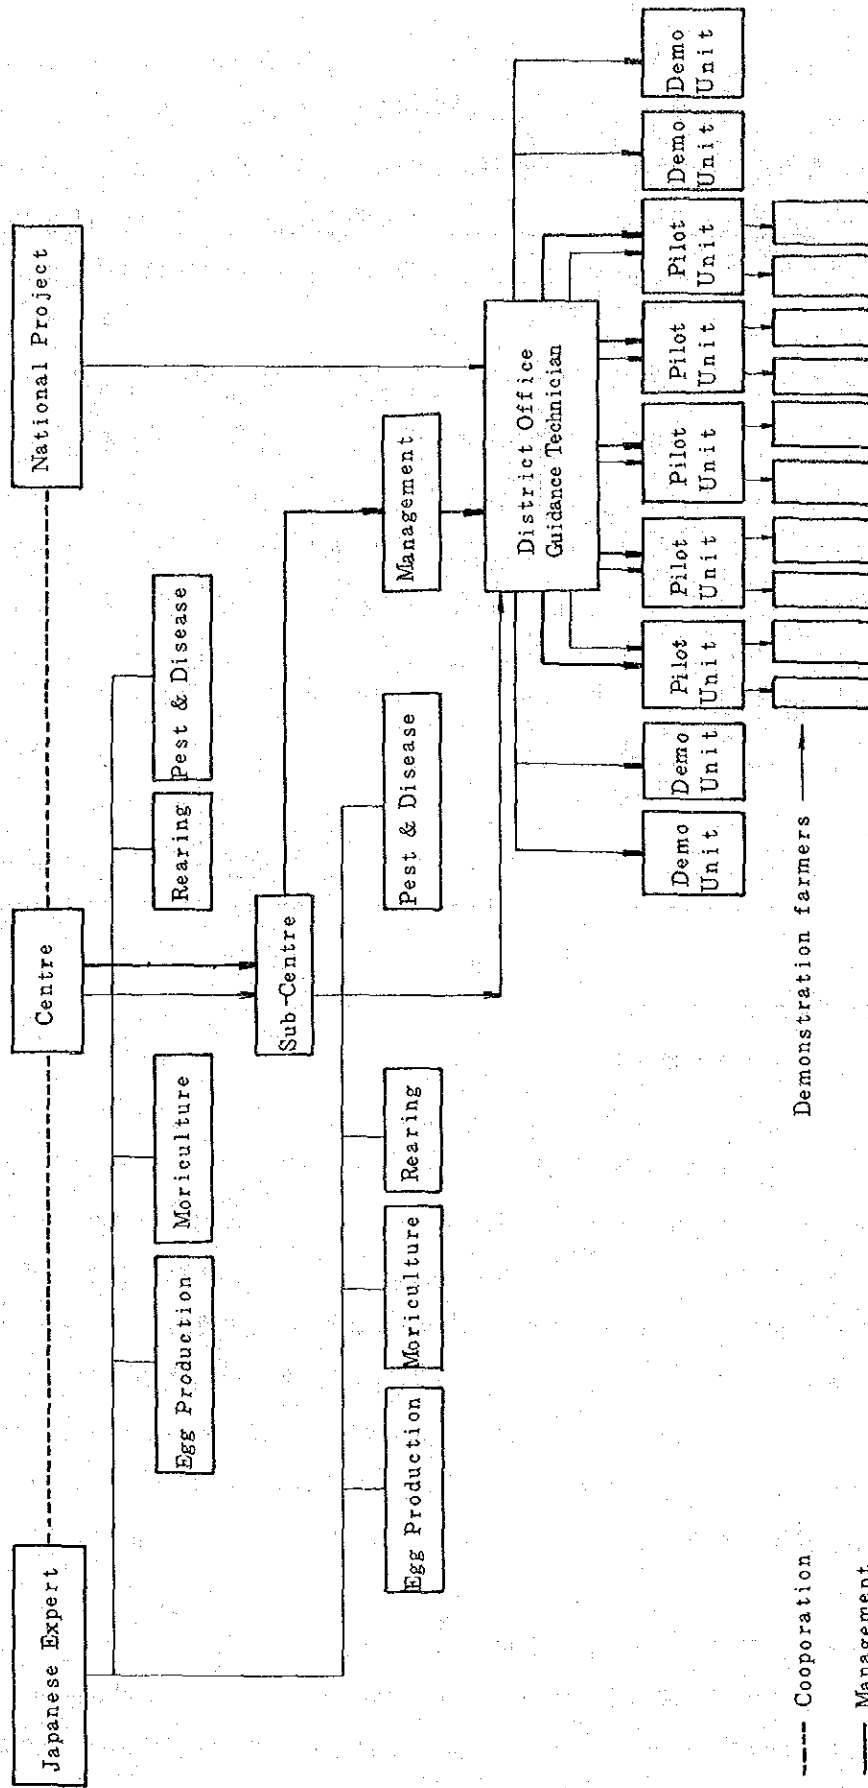 Japanese Expert
Centre
National Project
Egg Production
Moriculture
Rearing
Pest & Disease
Sub-Centre
Egg Production
Moriculture
Rearing
Pest & Disease
Management
District Office
Guidance Technician
Demo
Unit
Demo
Unit
Pilot
Unit
Pilot
Unit
Pilot
Unit
Pilot
Unit
Pilot
Unit
Demo
Unit
Demo
Unit
Demonstration farmers
Cooporation
Management